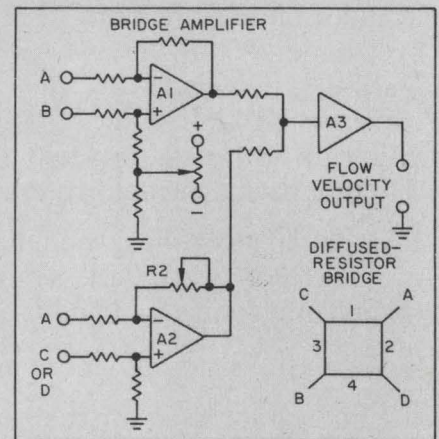 BRIDGE AMPLIFIER
A
B
−
+
A1
+
−
A3
FLOW
VELOCITY
OUTPUT
DIFFUSED-
RESISTOR
BRIDGE
R2
A
C
OR
D
−
+
A2
C
A
1
3
2
4
B
D